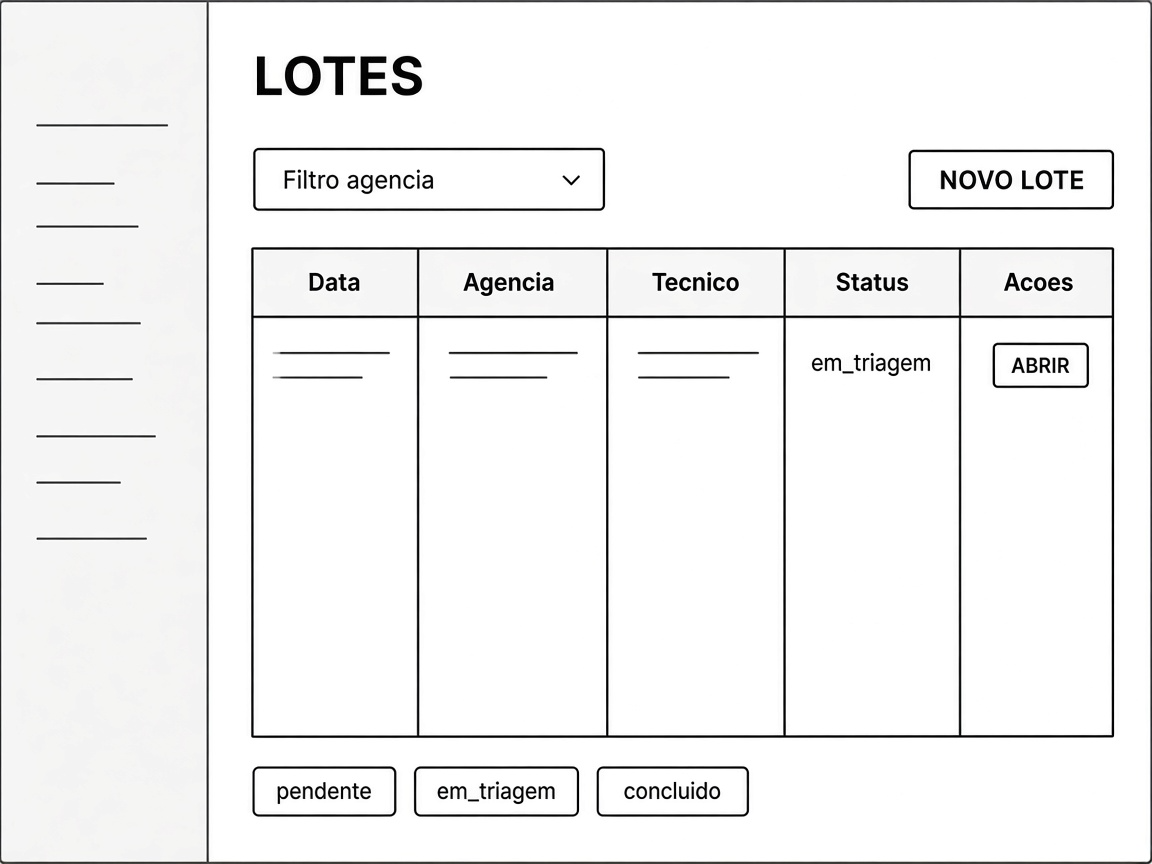 LOTES
Filtro agencia
NOVO LOTE
Data Agencia Tecnico Status Acoes
em_triagem ABRIR
pendente em_triagem concluido